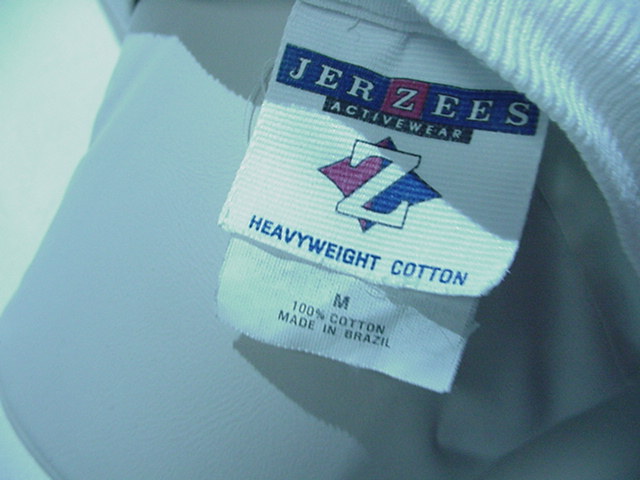 JERZEES
ACTIVEWEAR
Z
HEAVYWEIGHT COTTON
M
100% COTTON
MADE IN BRAZIL